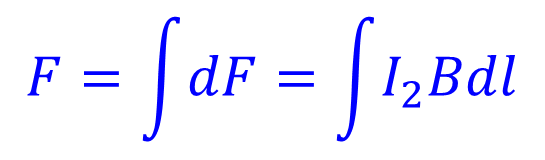 F = ∫ dF = ∫ I₂Bdl